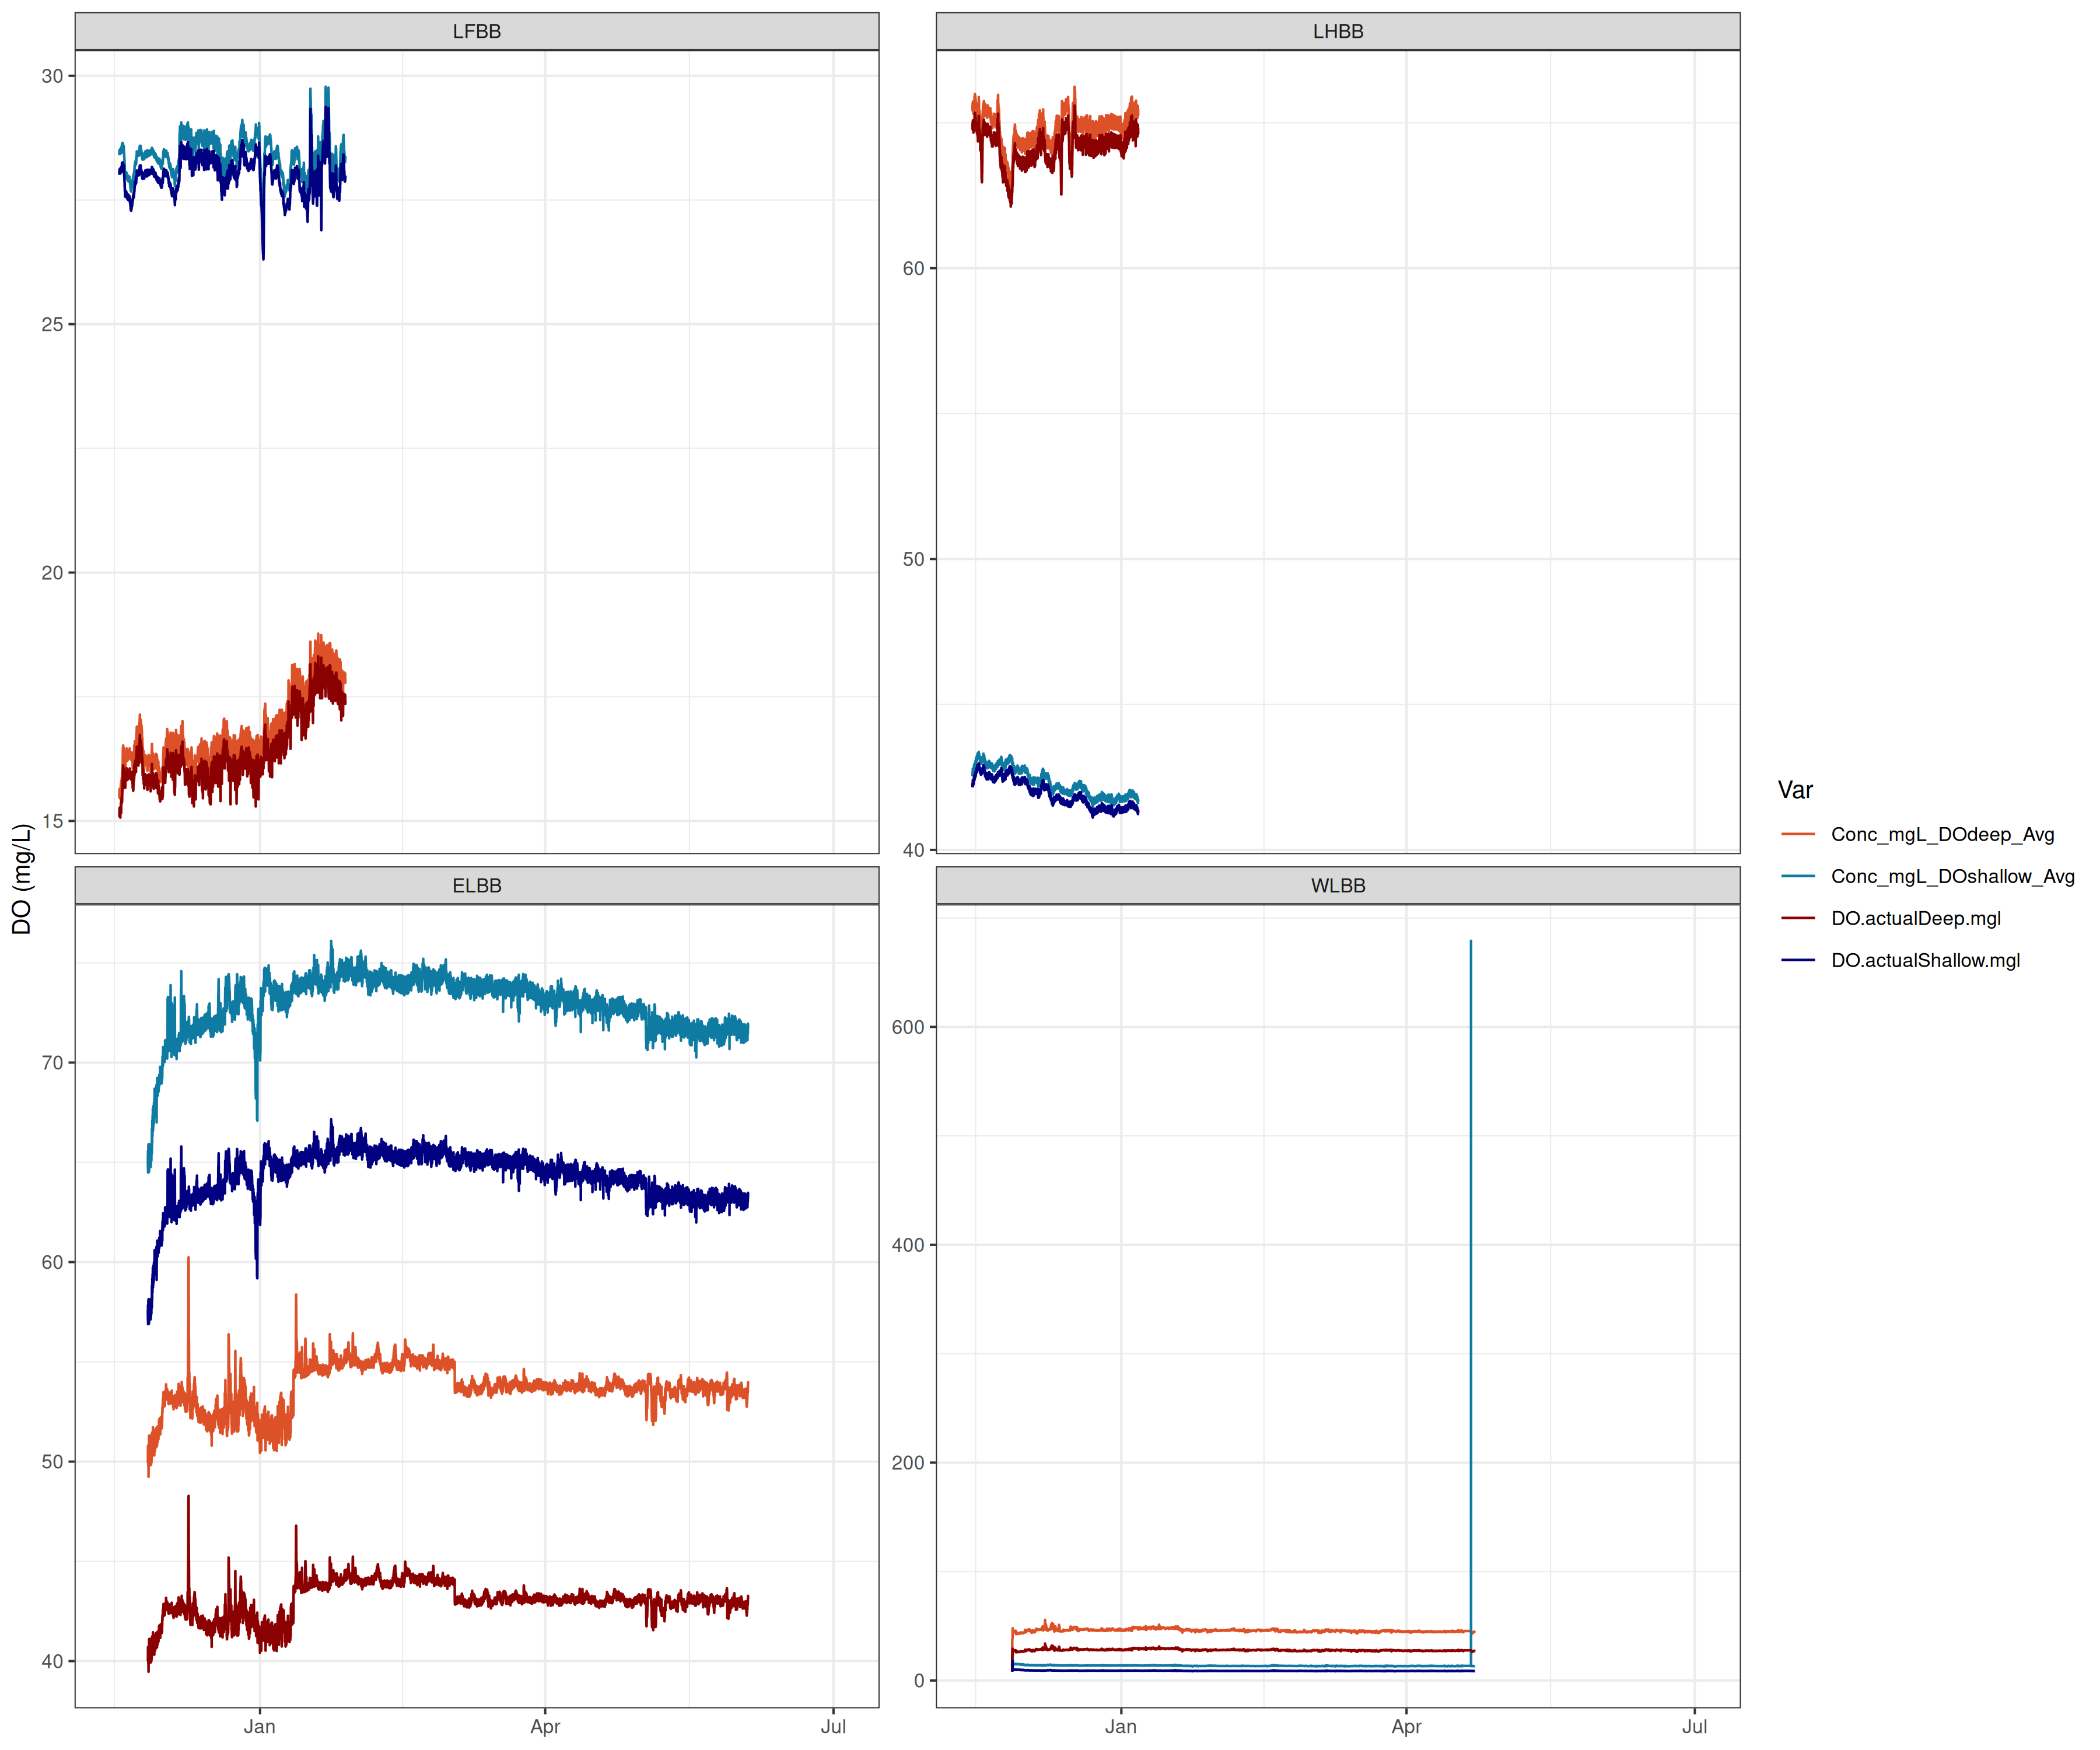 LFBB
LHBB
30
25
20
15
60
50
40
DO (mg/L)
ELBB
WLBB
70
60
50
40
600
400
200
0
Jan
Apr
Jul
Jan
Apr
Jul
Var
Conc_mgL_DOdeep_Avg
Conc_mgL_DOshallow_Avg
DO.actualDeep.mgl
DO.actualShallow.mgl